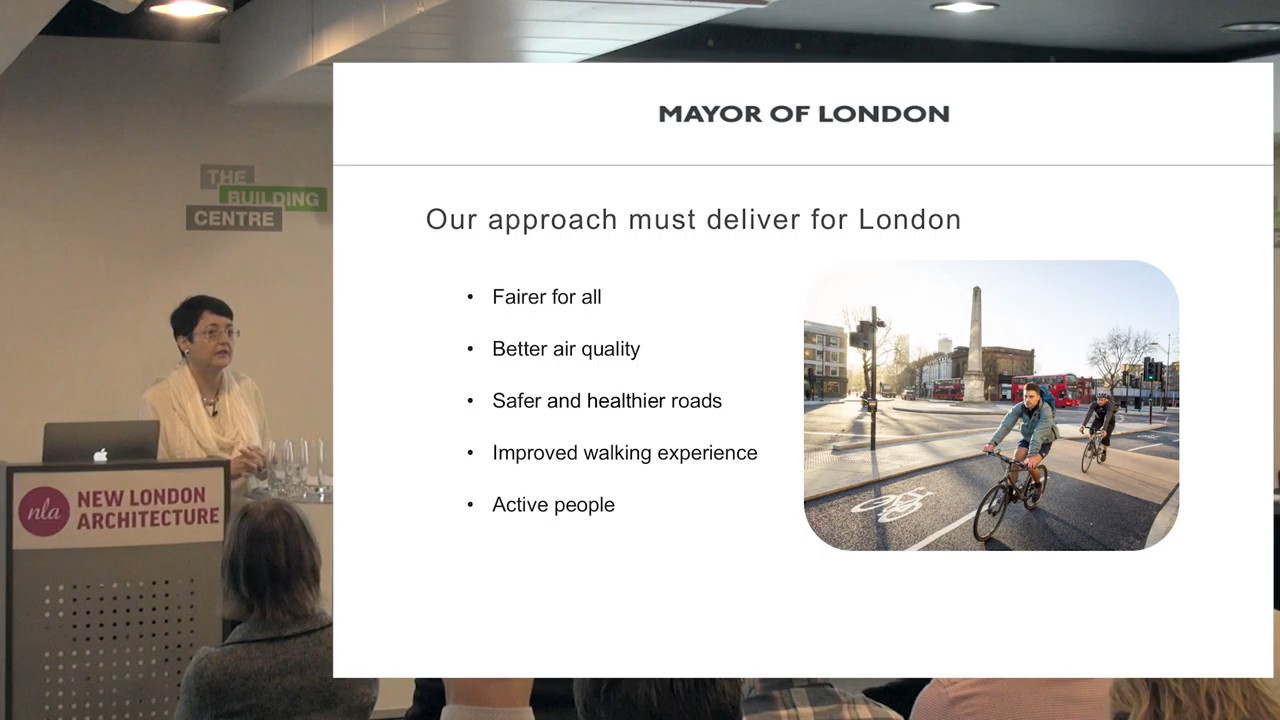 MAYOR OF LONDON
THE
BUILDING
CENTRE
Our approach must deliver for London
• Fairer for all
• Better air quality
• Safer and healthier roads
• Improved walking experience
• Active people
nla
NEW LONDON
ARCHITECTURE